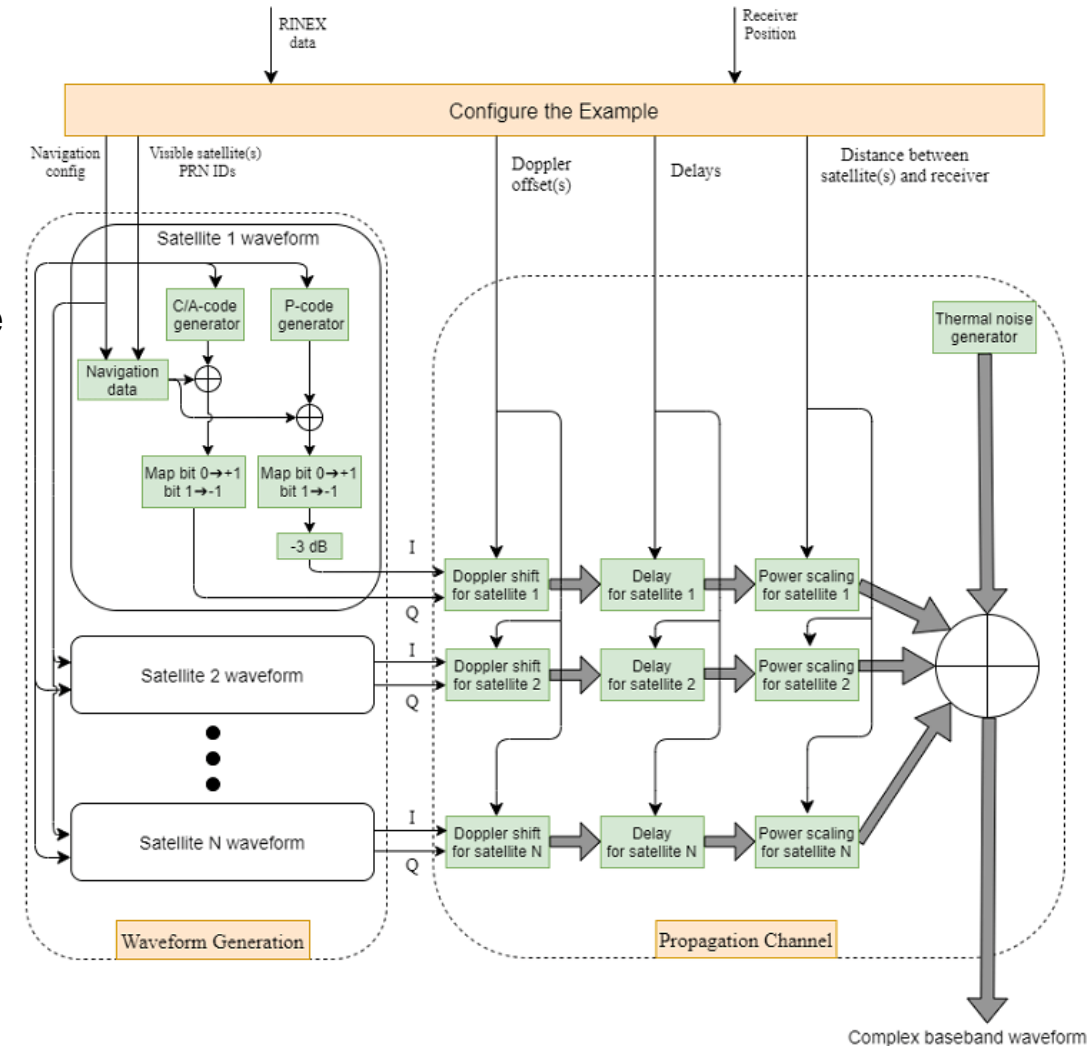 RINEX
data
Receiver
Position
Configure the Example
Navigation
config
Visible satellite(s)
PRN IDs
Doppler
offset(s)
Delays
Distance between
satellite(s) and receiver
Satellite 1 waveform
C/A-code
generator
P-code
generator
Navigation
data
Map bit 0→+1
bit 1→-1
Map bit 0→+1
bit 1→-1
-3 dB
Thermal noise
generator
e
I
Q
Doppler shift
for satellite 1
Delay
for satellite 1
Power scaling
for satellite 1
Satellite 2 waveform
I
Q
Doppler shift
for satellite 2
Delay
for satellite 2
Power scaling
for satellite 2
Satellite N waveform
I
Q
Doppler shift
for satellite N
Delay
for satellite N
Power scaling
for satellite N
Waveform Generation
Propagation Channel
Complex baseband waveform